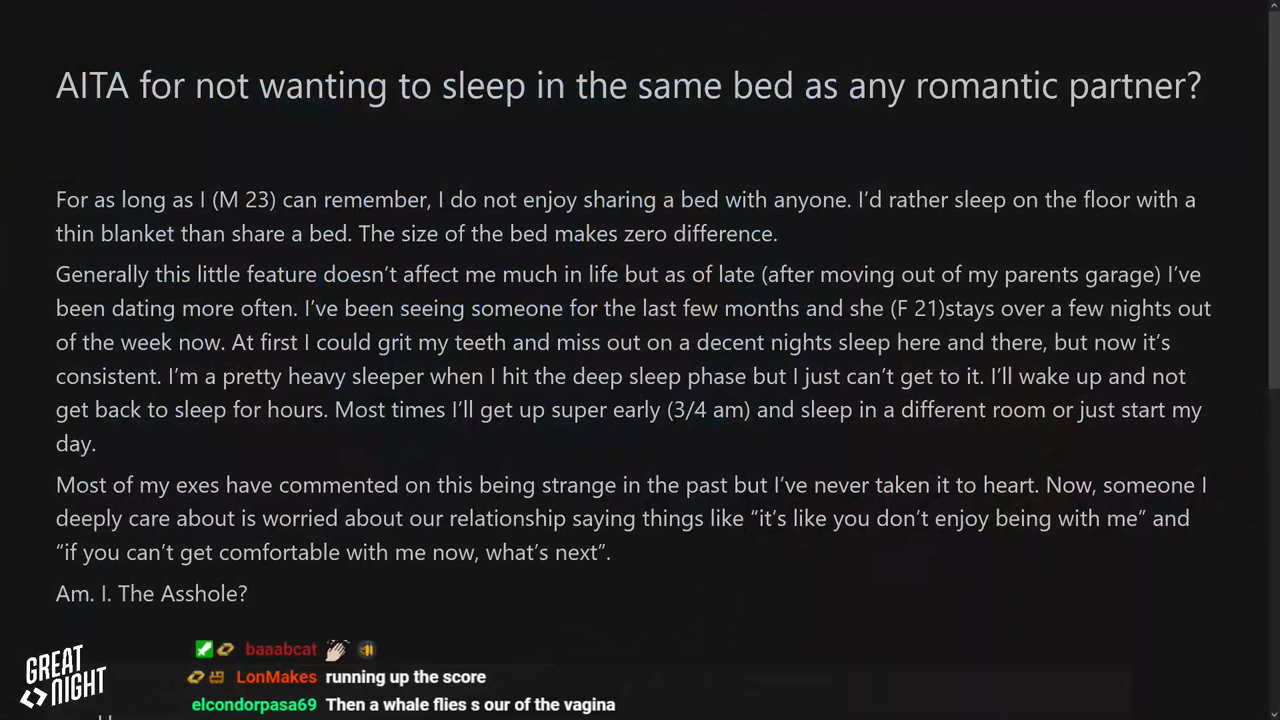 AITA for not wanting to sleep in the same bed as any romantic partner?
For as long as I (M 23) can remember, I do not enjoy sharing a bed with anyone. I’d rather sleep on the floor with a
thin blanket than share a bed. The size of the bed makes zero difference.
Generally this little feature doesn’t affect me much in life but as of late (after moving out of my parents garage) I’ve
been dating more often. I’ve been seeing someone for the last few months and she (F 21)stays over a few nights out
of the week now. At first I could grit my teeth and miss out on a decent nights sleep here and there, but now it’s
consistent. I’m a pretty heavy sleeper when I hit the deep sleep phase but I just can’t get to it. I’ll wake up and not
get back to sleep for hours. Most times I’ll get up super early (3/4 am) and sleep in a different room or just start my
day.
Most of my exes have commented on this being strange in the past but I’ve never taken it to heart. Now, someone I
deeply care about is worried about our relationship saying things like “it’s like you don’t enjoy being with me” and
“if you can’t get comfortable with me now, what’s next”.
Am. I. The Asshole?
GREAT
NIGHT
baaabcat
LonMakes running up the score
elcondorpasa69 Then a whale flies s our of the vagina